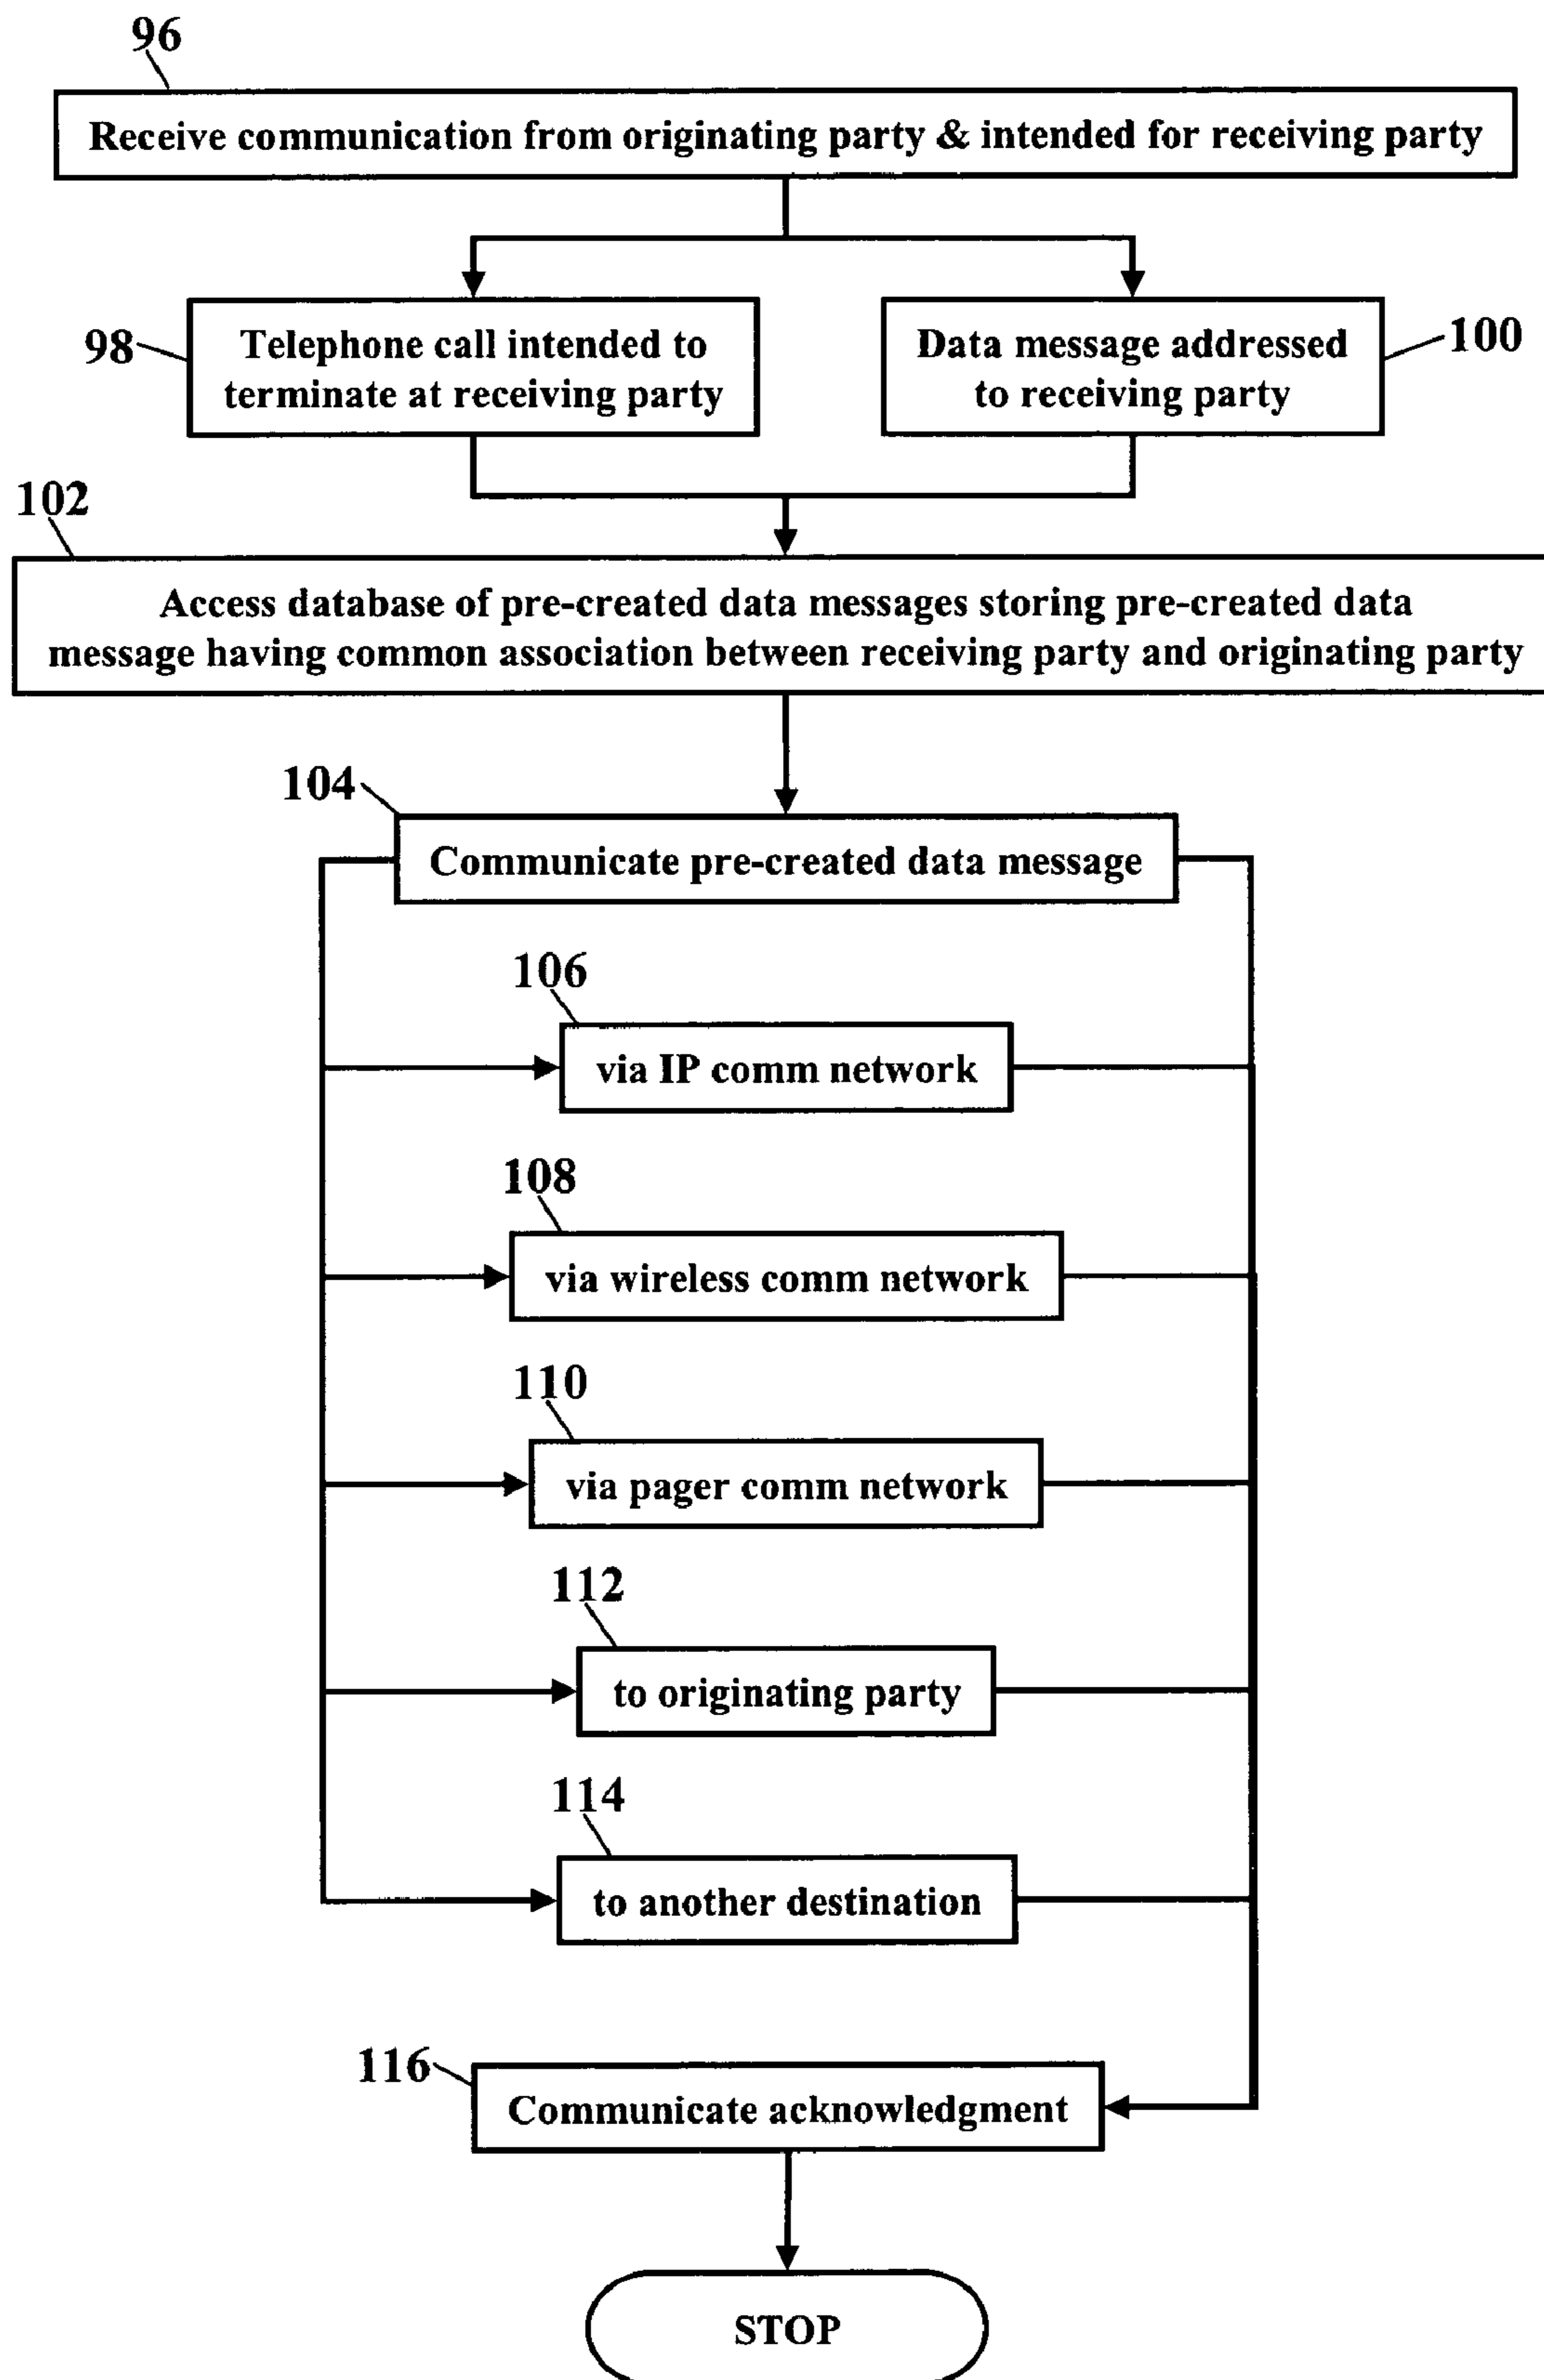 96
Receive communication from originating party & intended for receiving party
98
Telephone call intended to
terminate at receiving party
Data message addressed
to receiving party
100
102
Access database of pre-created data messages storing pre-created data
message having common association between receiving party and originating party
104
Communicate pre-created data message
106
via IP comm network
108
via wireless comm network
110
via pager comm network
112
to originating party
114
to another destination
116
Communicate acknowledgment
STOP